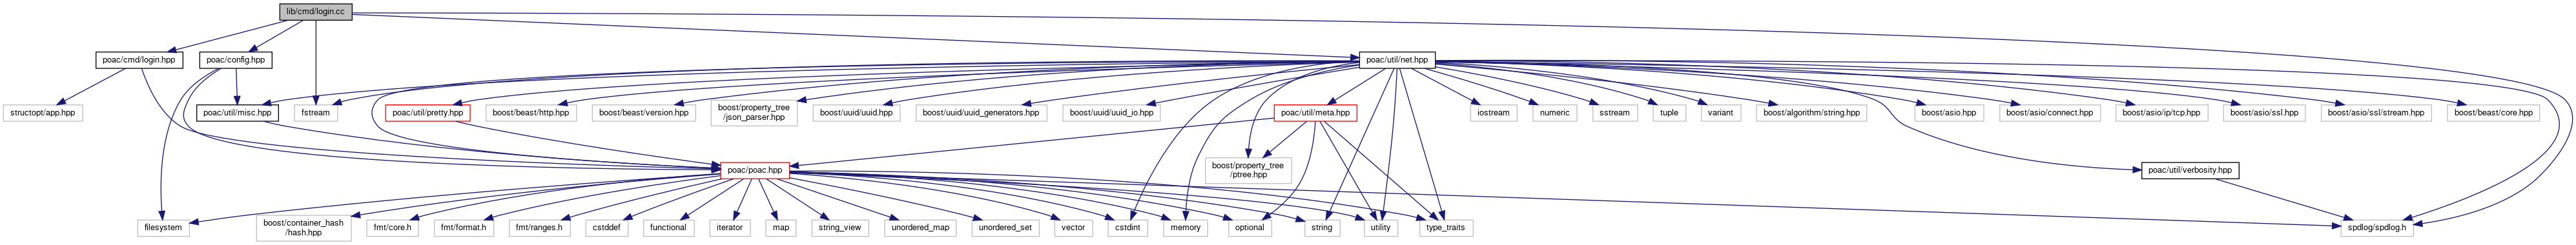 lib/cmd/login.cc
poac/cmd/login.hpp
poac/config.hpp
poac/util/net.hpp
structopt/app.hpp
poac/util/misc.hpp
fstream
poac/util/pretty.hpp
boost/beast/http.hpp
boost/beast/version.hpp
boost/property_tree
/json_parser.hpp
boost/uuid/uuid.hpp
boost/uuid/uuid_generators.hpp
boost/uuid/uuid_io.hpp
poac/util/meta.hpp
iostream
numeric
sstream
tuple
variant
boost/algorithm/string.hpp
boost/asio.hpp
boost/asio/connect.hpp
boost/asio/ip/tcp.hpp
boost/asio/ssl.hpp
boost/asio/ssl/stream.hpp
boost/beast/core.hpp
poac/poac.hpp
boost/property_tree
/ptree.hpp
poac/util/verbosity.hpp
filesystem
boost/container_hash
/hash.hpp
fmt/core.h
fmt/format.h
fmt/ranges.h
cstddef
functional
iterator
map
string_view
unordered_map
unordered_set
vector
cstdint
memory
optional
string
utility
type_traits
spdlog/spdlog.h